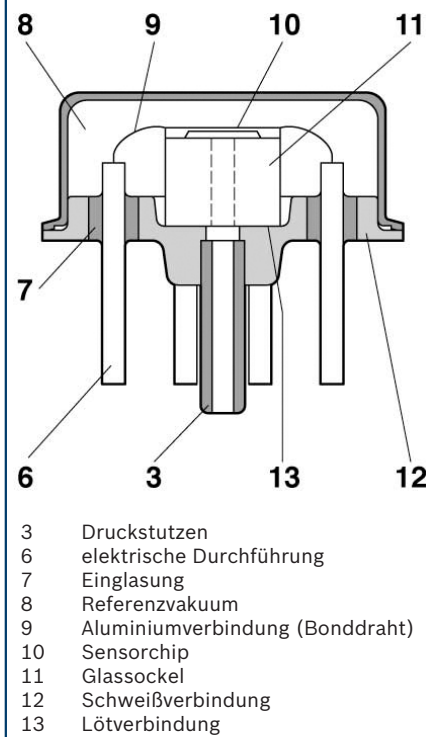 8 9 10 11
7
6 3 13 12
3 Druckstutzen
6 elektrische Durchführung
7 Einglasung
8 Referenzvakuum
9 Aluminiumverbindung (Bonddraht)
10 Sensorchip
11 Glassockel
12 Schweißverbindung
13 Lötverbindung